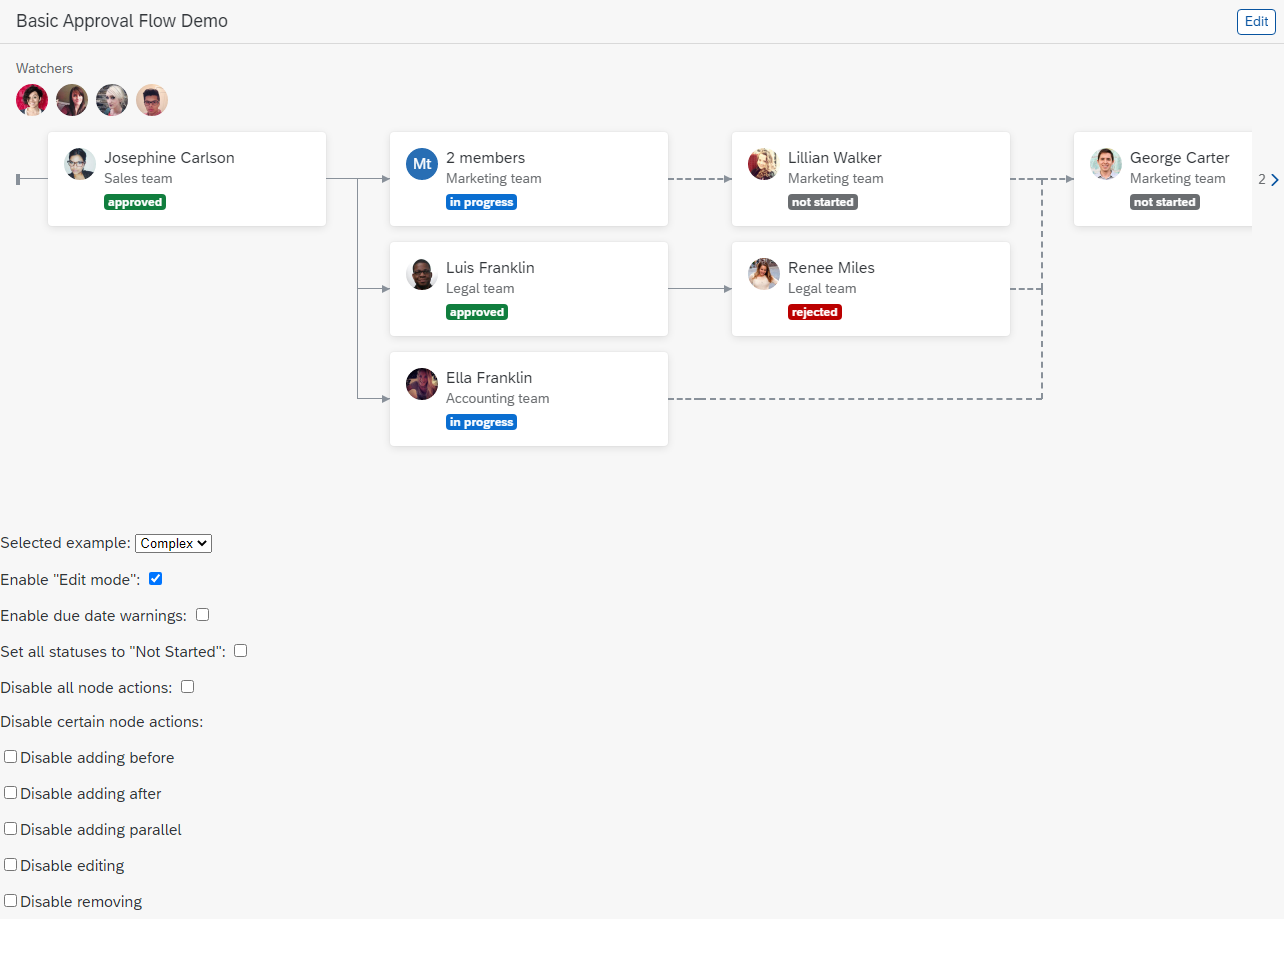 Basic Approval Flow Demo
Edit
Watchers
Josephine Carlson
Sales team
approved
Mt
2 members
Marketing team
in progress
Lillian Walker
Marketing team
not started
George Carter
Marketing team
not started
2
Luis Franklin
Legal team
approved
Renee Miles
Legal team
rejected
Ella Franklin
Accounting team
in progress
Selected example: Complex
Enable "Edit mode":
Enable due date warnings:
Set all statuses to "Not Started":
Disable all node actions:
Disable certain node actions:
Disable adding before
Disable adding after
Disable adding parallel
Disable editing
Disable removing